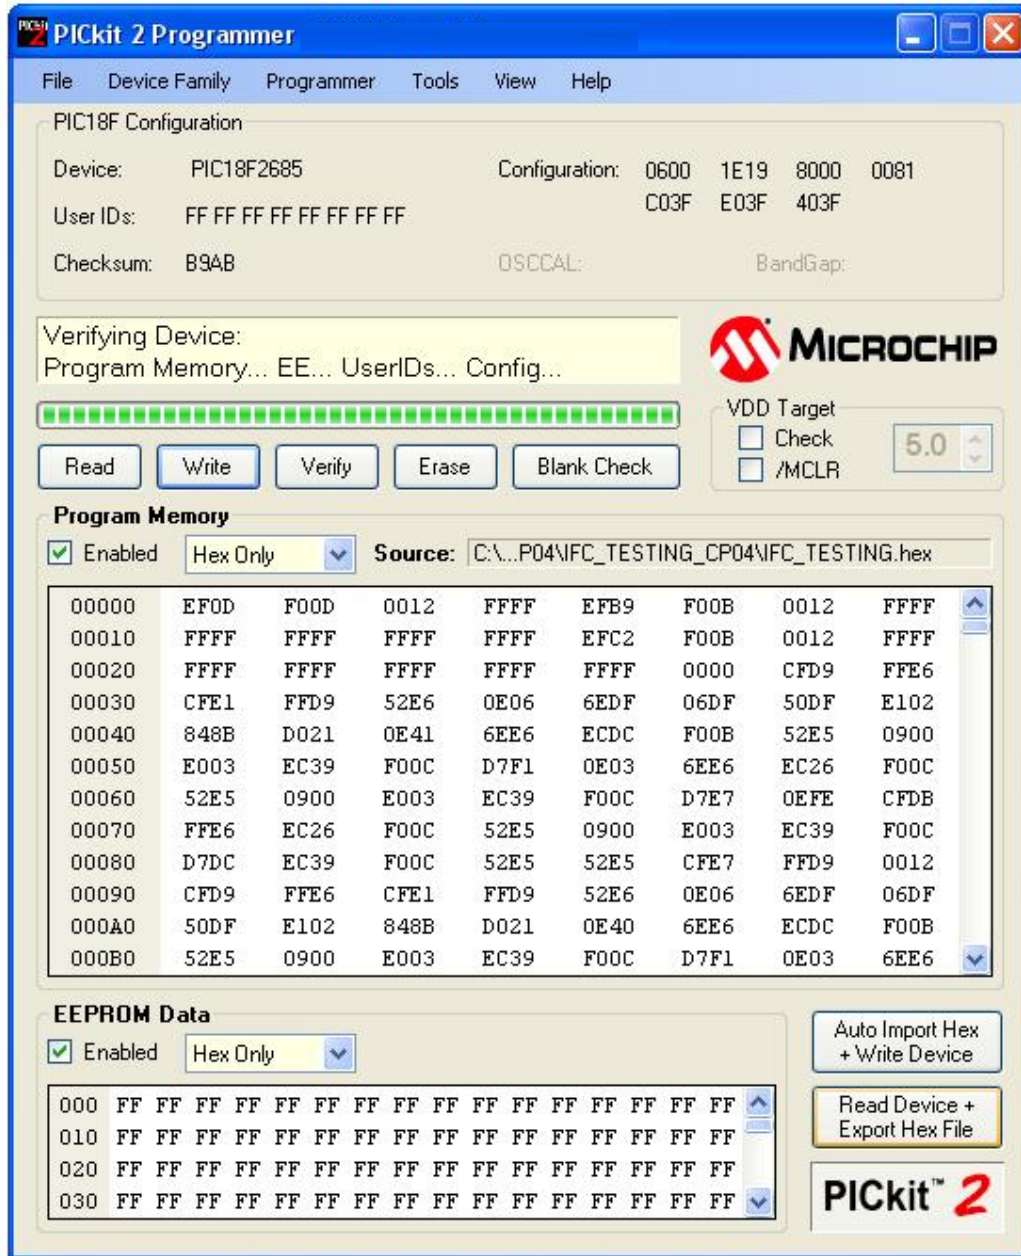 PICkit 2 Programmer
File Device Family Programmer Tools View Help
PIC18F Configuration
Device: PIC18F2685 Configuration: 0600 1E19 8000 0081
C03F E03F 403F
User IDs: FF FF FF FF FF FF FF FF
Checksum: B9AB OSCCAL: BandGap:
Verifying Device:
Program Memory... EE... UserIDs... Config...
MICROCHIP
VDD Target
Check
/MCLR
5.0
Read Write Verify Erase Blank Check
Program Memory
Enabled Hex Only Source: C:\...P04\IFC_TESTING_CP04\IFC_TESTING.hex
00000 EF0D F00D 0012 FFFF EFB9 F00B 0012 FFFF
00010 FFFF FFFF FFFF FFFF EFC2 F00B 0012 FFFF
00020 FFFF FFFF FFFF FFFF FFFF 0000 CFD9 FFE6
00030 CFE1 FFD9 52E6 0E06 6EDF 06DF 50DF E102
00040 848B D021 0E41 6EE6 ECDC F00B 52E5 0900
00050 E003 EC39 F00C D7F1 0E03 6EE6 EC26 F00C
00060 52E5 0900 E003 EC39 F00C D7E7 0EFE CFDB
00070 FFE6 EC26 F00C 52E5 0900 E003 EC39 F00C
00080 D7DC EC39 F00C 52E5 52E5 CFE7 FFD9 0012
00090 CFD9 FFE6 CFE1 FFD9 52E6 0E06 6EDF 06DF
000A0 50DF E102 848B D021 0E40 6EE6 ECDC F00B
000B0 52E5 0900 E003 EC39 F00C D7F1 0E03 6EE6
EEPROM Data
Enabled Hex Only
000 FF FF FF FF FF FF FF FF FF FF FF FF FF FF FF FF
010 FF FF FF FF FF FF FF FF FF FF FF FF FF FF FF FF
020 FF FF FF FF FF FF FF FF FF FF FF FF FF FF FF FF
030 FF FF FF FF FF FF FF FF FF FF FF FF FF FF FF FF
Auto Import Hex
+ Write Device
Read Device +
Export Hex File
PICkit™ 2